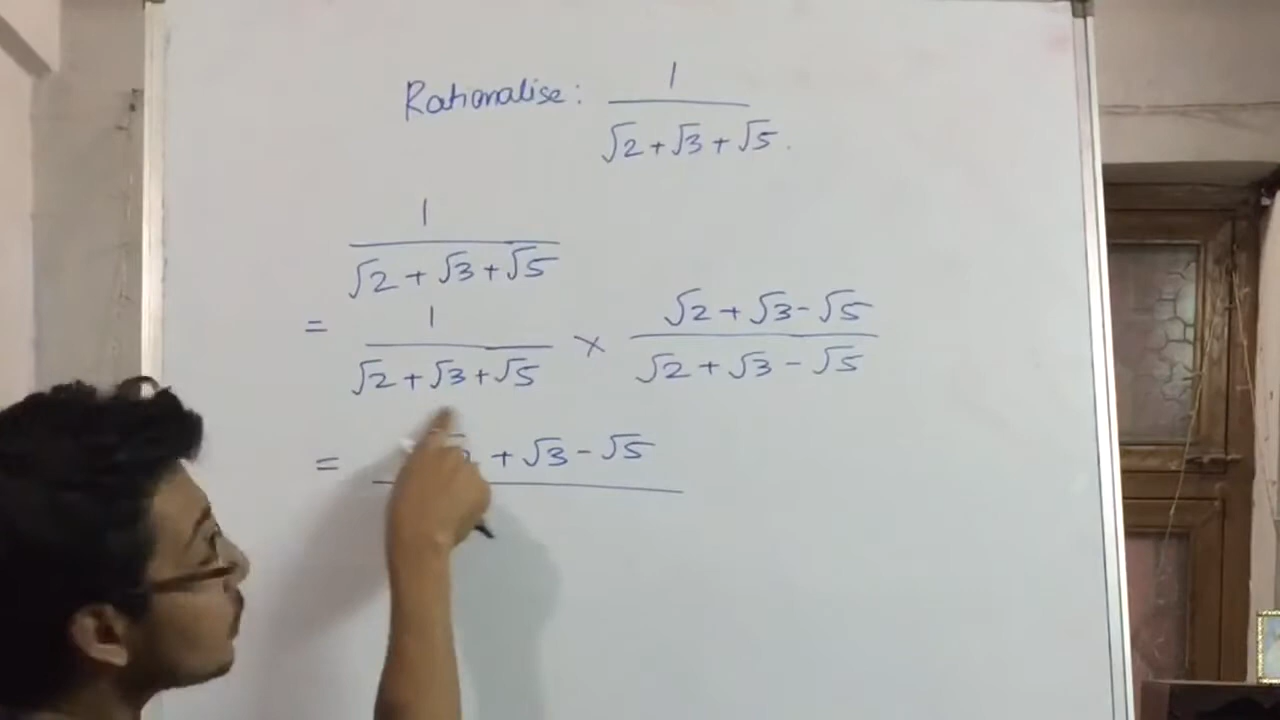 Rationalise: 1 / √2 + √3 + √5.
1 / √2 + √3 + √5
= 1 / √2 + √3 + √5 × √2 + √3 - √5 / √2 + √3 - √5
= + √3 - √5